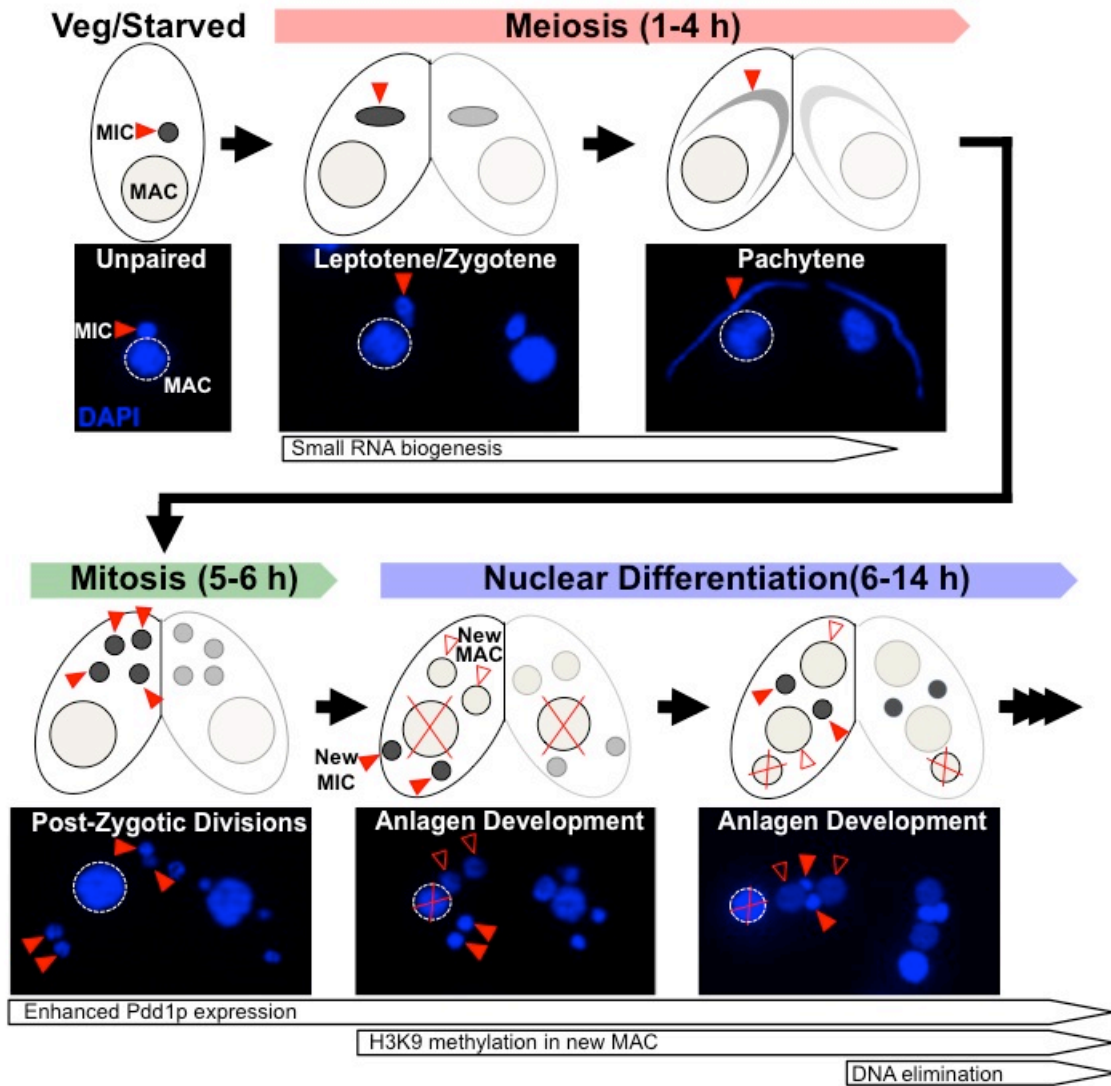 Veg/Starved
Meiosis (1-4 h)
MIC
MAC
Unpaired
MIC
MAC
DAPI
Leptotene/Zygotene
Pachytene
Small RNA biogenesis
Mitosis (5-6 h)
Nuclear Differentiation(6-14 h)
New
MAC
New
MIC
Post-Zygotic Divisions
Anlagen Development
Anlagen Development
Enhanced Pdd1p expression
H3K9 methylation in new MAC
DNA elimination